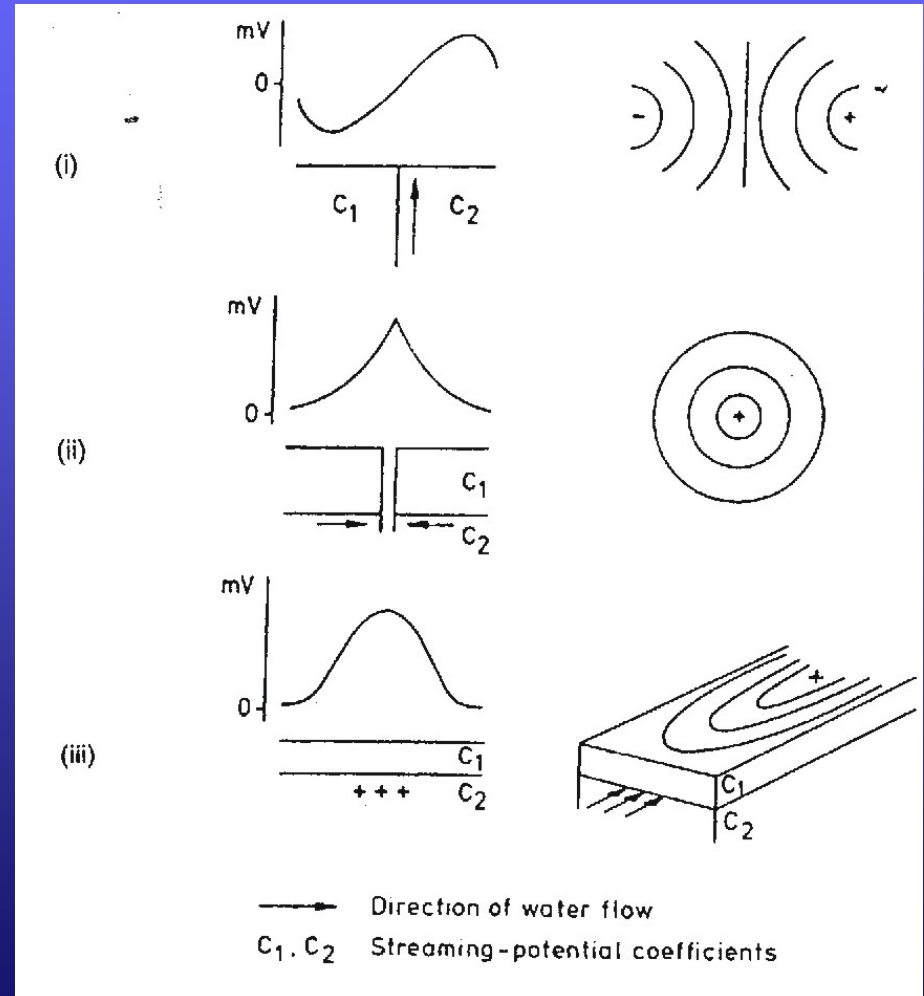 mV
0
(i)
C₁ C₂
- +
mV
0
(ii)
C₁
C₂
+
mV
0
(iii)
C₁
+ + + C₂
+
C₁
C₂
Direction of water flow
C₁, C₂ Streaming-potential coefficients